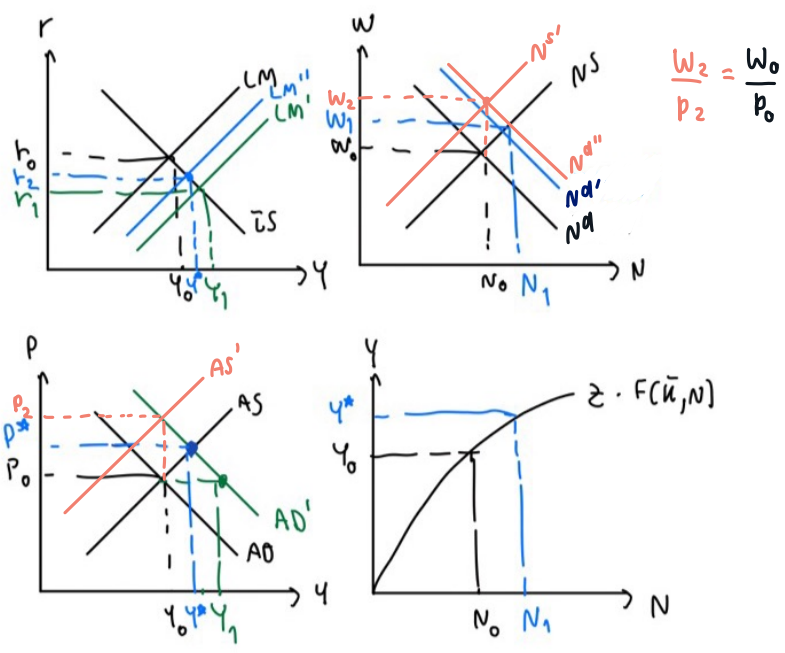 r
LM
LM''
LM'
r₀
r₂
r₁
IS
Y₀ Y* Y₁
Y
W
Nˢ'
Nˢ
W₂
W₁
W₀
Nᵈ''
Nᵈ'
Nᵈ
N₀ N₁
N
W₂/P₂ = W₀/P₀
P
AS'
AS
P₂
P*
P₀
AD'
AD
Y₀ Y* Y₁
Y
Y
Z · F(K̄,N)
Y*
Y₀
N₀ N₁
N